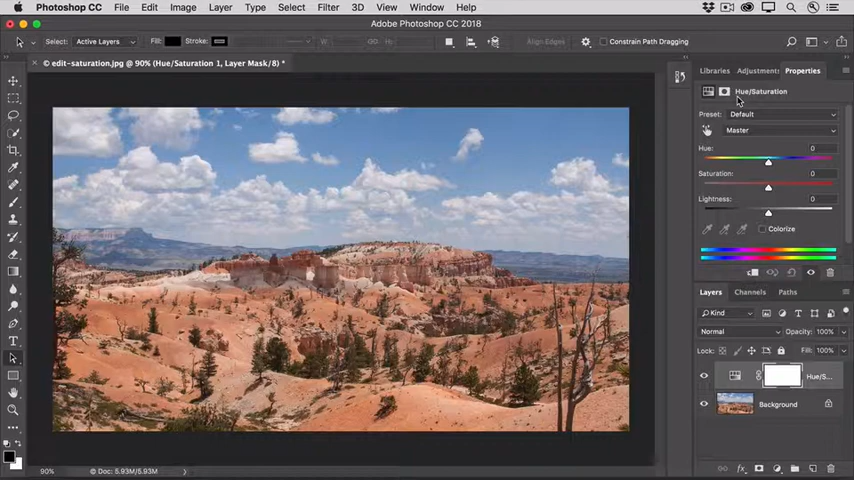 Photoshop CC File Edit Image Layer Type Select Filter 3D View Window Help
Adobe Photoshop CC 2018
Select: Active Layers Fill: Stroke: W: H: Align Edges Constrain Path Dragging
© edit-saturation.jpg @ 90% (Hue/Saturation 1, Layer Mask/8) *
Libraries Adjustments Properties
Hue/Saturation
Preset: Default
Master
Hue: 0
Saturation: 0
Lightness: 0
Colorize
Layers Channels Paths
Kind
Normal Opacity: 100%
Lock: Fill: 100%
Hue/S...
Background
90% Doc: 5.93M/5.93M